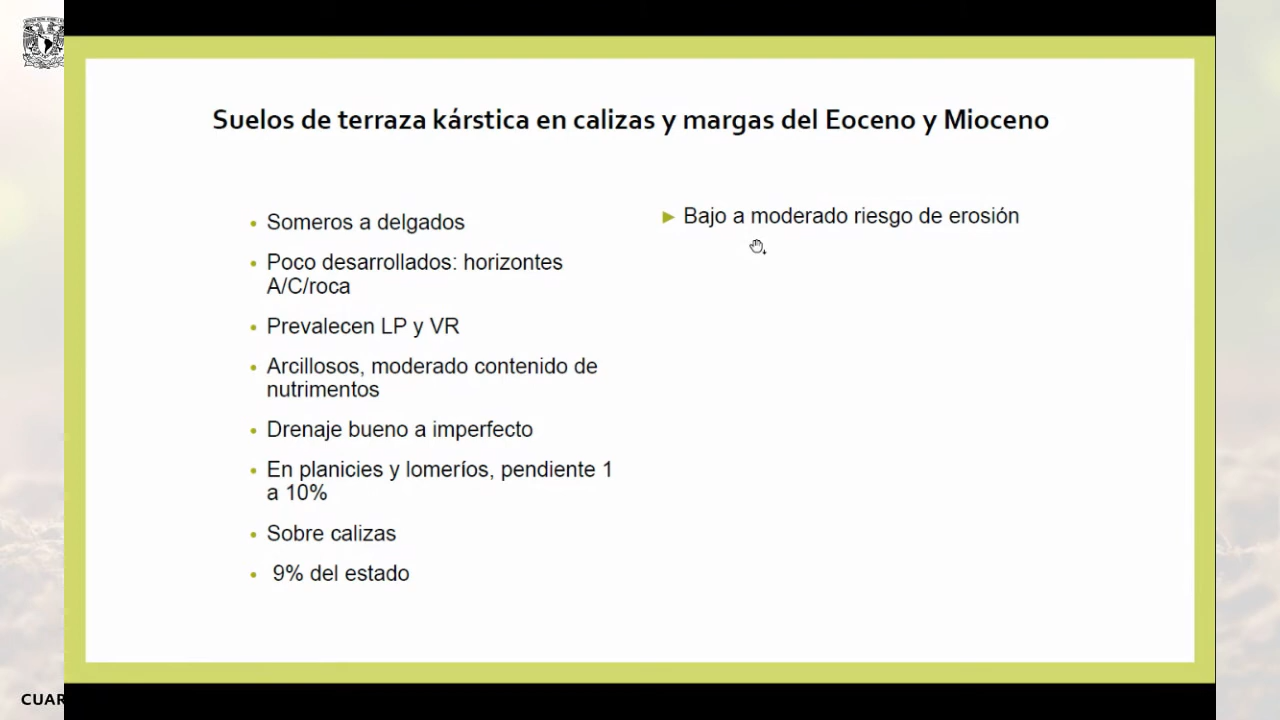 Suelos de terraza kárstica en calizas y margas del Eoceno y Mioceno
• Someros a delgados
• Poco desarrollados: horizontes
A/C/roca
• Prevalecen LP y VR
• Arcillosos, moderado contenido de
nutrimentos
• Drenaje bueno a imperfecto
• En planicies y lomeríos, pendiente 1
a 10%
• Sobre calizas
• 9% del estado
► Bajo a moderado riesgo de erosión
CUAR